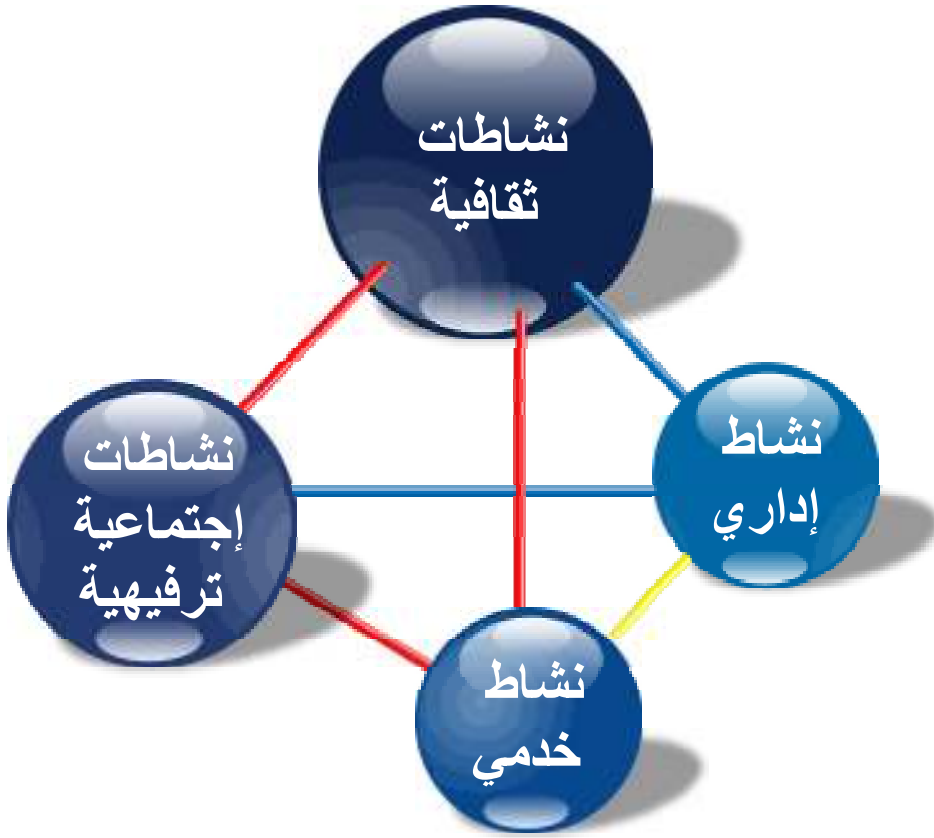 نشاطات
ثقافية
نشاط
إداري
نشاطات
إجتماعية
ترفيهية
نشاط
خدمي